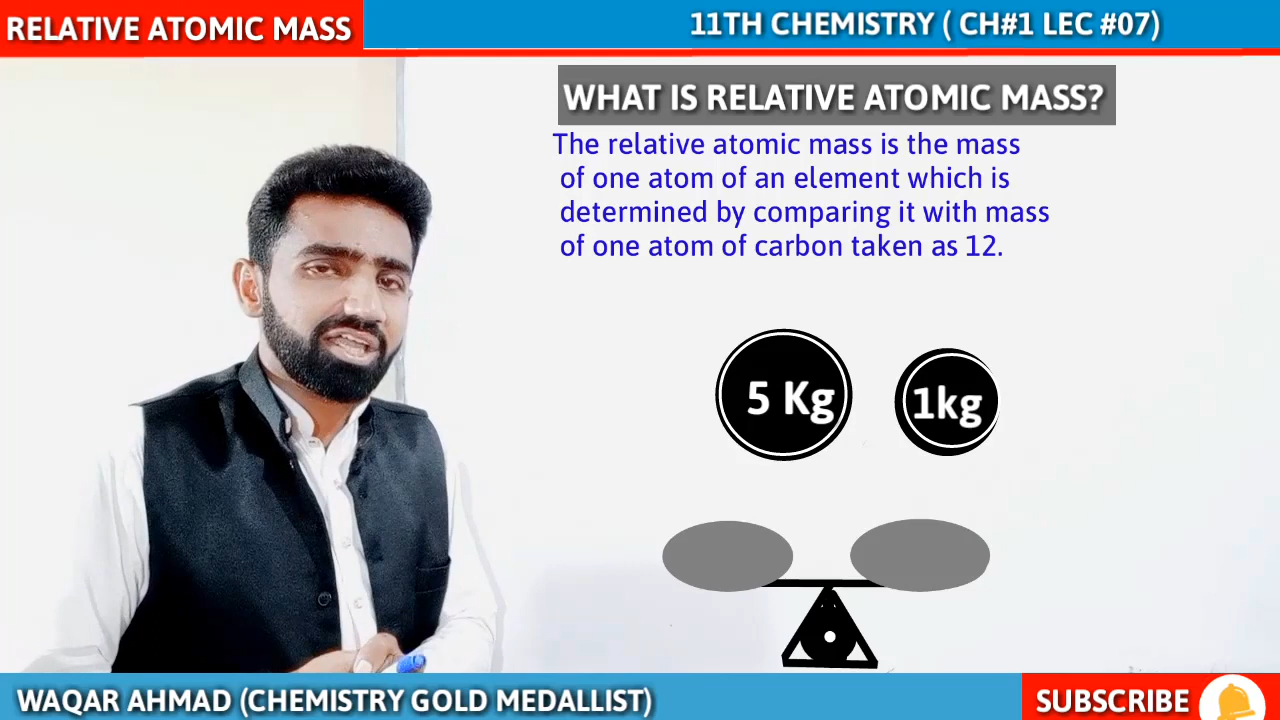 RELATIVE ATOMIC MASS
11TH CHEMISTRY ( CH#1 LEC #07)
WHAT IS RELATIVE ATOMIC MASS?
The relative atomic mass is the mass
of one atom of an element which is
determined by comparing it with mass
of one atom of carbon taken as 12.
5 Kg
1kg
WAQAR AHMAD (CHEMISTRY GOLD MEDALLIST)
SUBSCRIBE